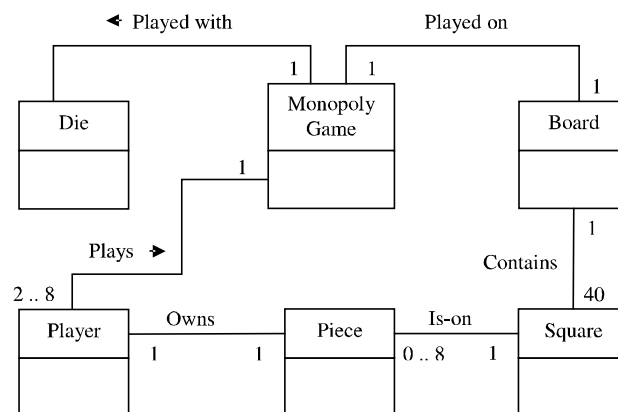 Played with
Played on
1
1
1
Die
Monopoly
Game
Board
1
1
Plays
Contains
2 .. 8
40
Player
Owns
Piece
Is-on
Square
1
1
0 .. 8
1